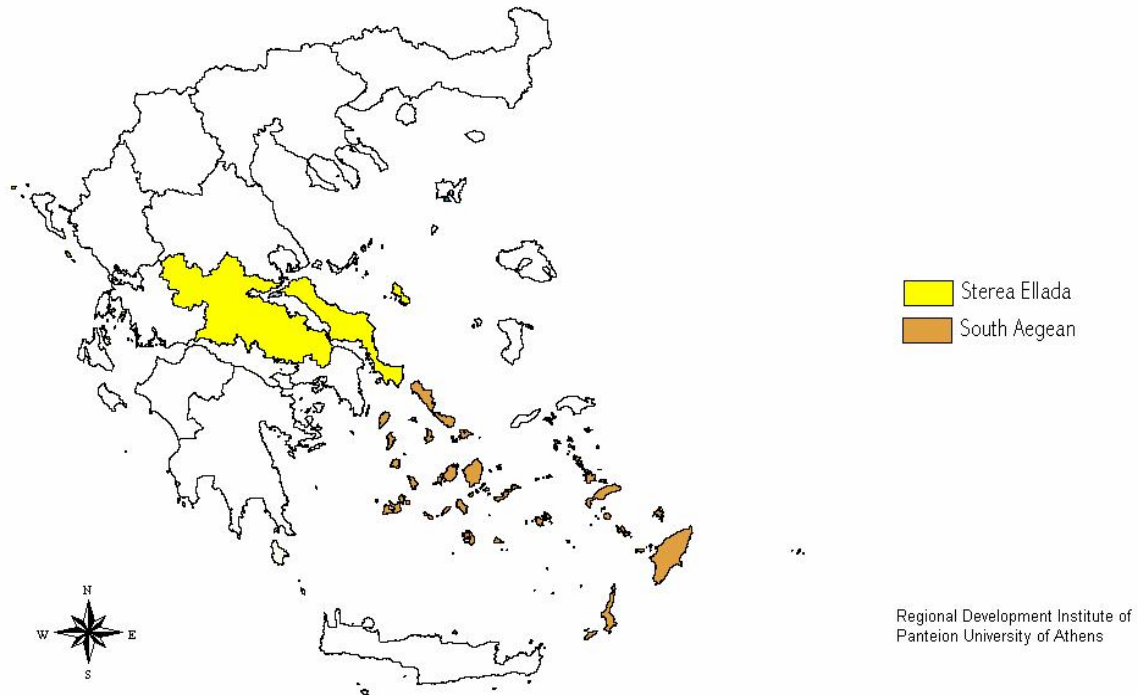 Sterea Ellada
South Aegean
N
W E
S
Regional Development Institute of
Panteion University of Athens